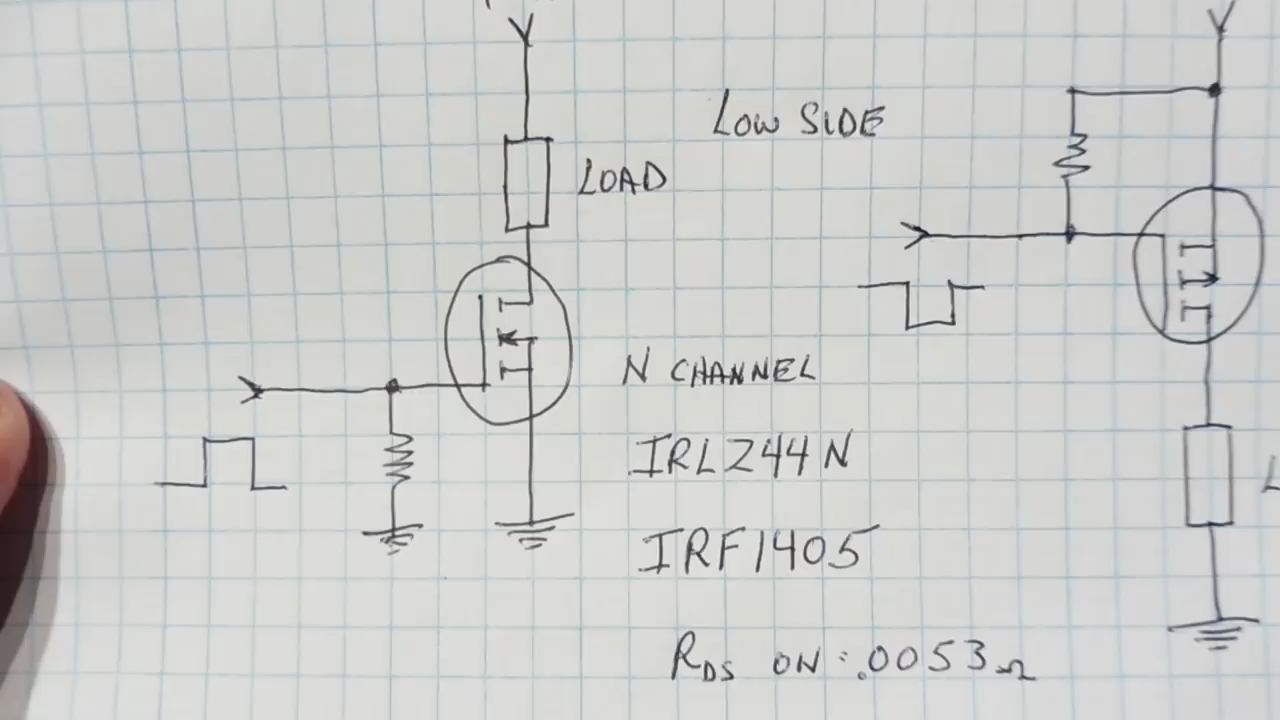 LOW SIDE
LOAD
N CHANNEL
IRLZ44N
IRF1405
RDS ON : .0053Ω
L